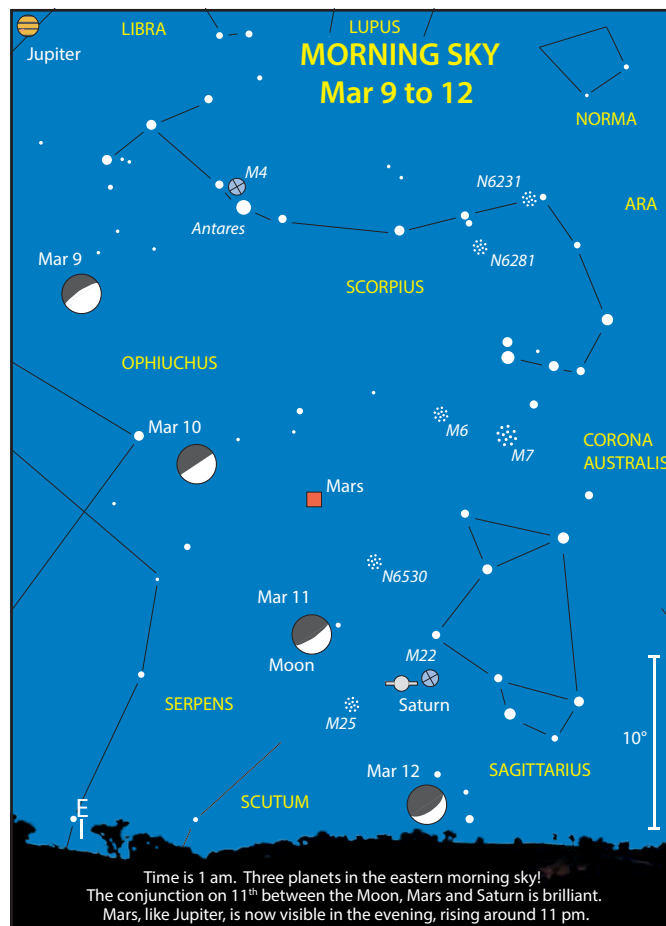 LIBRA
LUPUS
Jupiter
MORNING SKY
Mar 9 to 12
NORMA
M4
N6231
ARA
Antares
Mar 9
N6281
SCORPIUS
OPHIUCHUS
Mar 10
M6
M7
CORONA
AUSTRALIS
Mars
N6530
Mar 11
Moon
M22
Saturn
SERPENS
M25
10°
Mar 12
SAGITTARIUS
SCUTUM
E
Time is 1 am. Three planets in the eastern morning sky!
The conjunction on 11th between the Moon, Mars and Saturn is brilliant.
Mars, like Jupiter, is now visible in the evening, rising around 11 pm.